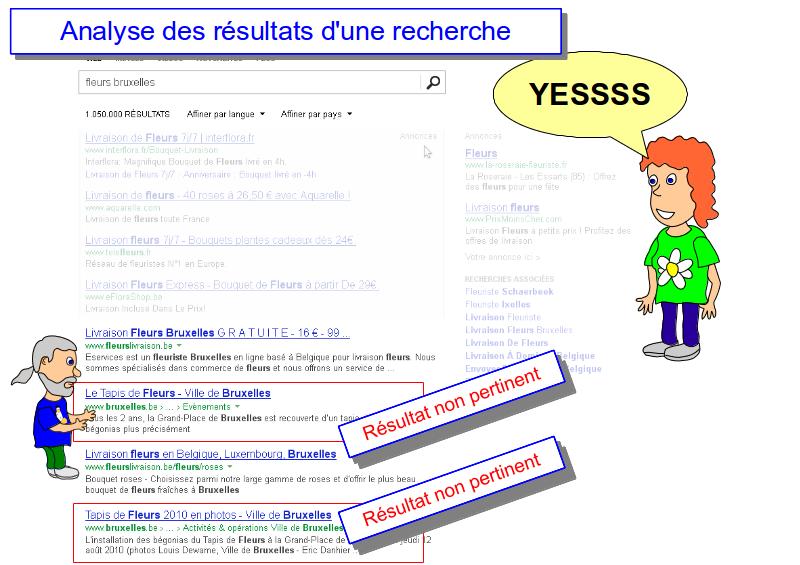 Analyse des résultats d'une recherche
YESSSS
fleurs bruxelles
1.050.000 RÉSULTATS Affiner par langue Affiner par pays
Livraison de Fleurs 7j/7 | interflora.fr
Annonces
www.interflora.fr/Bouquet-Livraison
Interflora: Magnifique Bouquet de Fleurs livré en 4h.
Livraison de Fleurs 7j/7 : Anniversaire : Bouquet livré en -4h
Livraison de fleurs - 40 roses à 26,50 € avec Aquarelle !
www.aquarelle.com
Livraison de fleurs toute France
Livraison fleurs 7j/7 - Bouquets plantes cadeaux dès 24€
www.telefleurs.fr
Réseau de fleuristes N°1 en Europe.
Livraison Fleurs Express - Bouquet de Fleurs à partir De 29€
www.eFloraShop.be
Livraison Incluse Dans Le Prix!
Annonces
Fleurs
www.la-roseraie-fleuriste.fr
La Roseraie - Les Essarts (85) : Offrez
des fleurs pour une fête
Livraison fleurs
www.PrixMoinsCher.com
Livraison Fleurs à petits prix ! Profitez des
offres de livraison
Votre annonce ici >
RECHERCHES ASSOCIÉES
Fleuriste Schaerbeek
Fleuriste Ixelles
Fleuriste Livraison
Livraison Fleurs Bruxelles
Livraison De Fleurs
Livraison À Belgique
Fleurs Belgique
Livraison Fleurs Bruxelles G R A T U I T E - 16 € - 99 ...
www.fleurslivraison.be
Eservices est un fleuriste Bruxelles en ligne basé à Belgique pour livraison fleurs. Nous
sommes spécialisés dans commerce de fleurs et nous offrons un service de ...
Le Tapis de Fleurs - Ville de Bruxelles
www.bruxelles.be > ... > Evènements
les 2 ans, la Grand-Place de Bruxelles est recouverte d'un tapis
bégonias plus précisément
Résultat non pertinent
Livraison fleurs en Belgique, Luxembourg, Bruxelles
www.fleurslivraison.be/fleurs/roses
Bouquet roses - Choisissez parmi notre large gamme de roses et d'offrir le plus beau
bouquet de fleurs fraîches à Bruxelles
Tapis de Fleurs 2010 en photos - Ville de Bruxelles
www.bruxelles.be > ... > Activités & opérations Ville de Bruxelles
L'installation des bégonias du Tapis de Fleurs à la Grand-Place de jeudi 12
août 2010 (photos Louis Dewame, Ville de Bruxelles - Eric Danhier ...
Résultat non pertinent